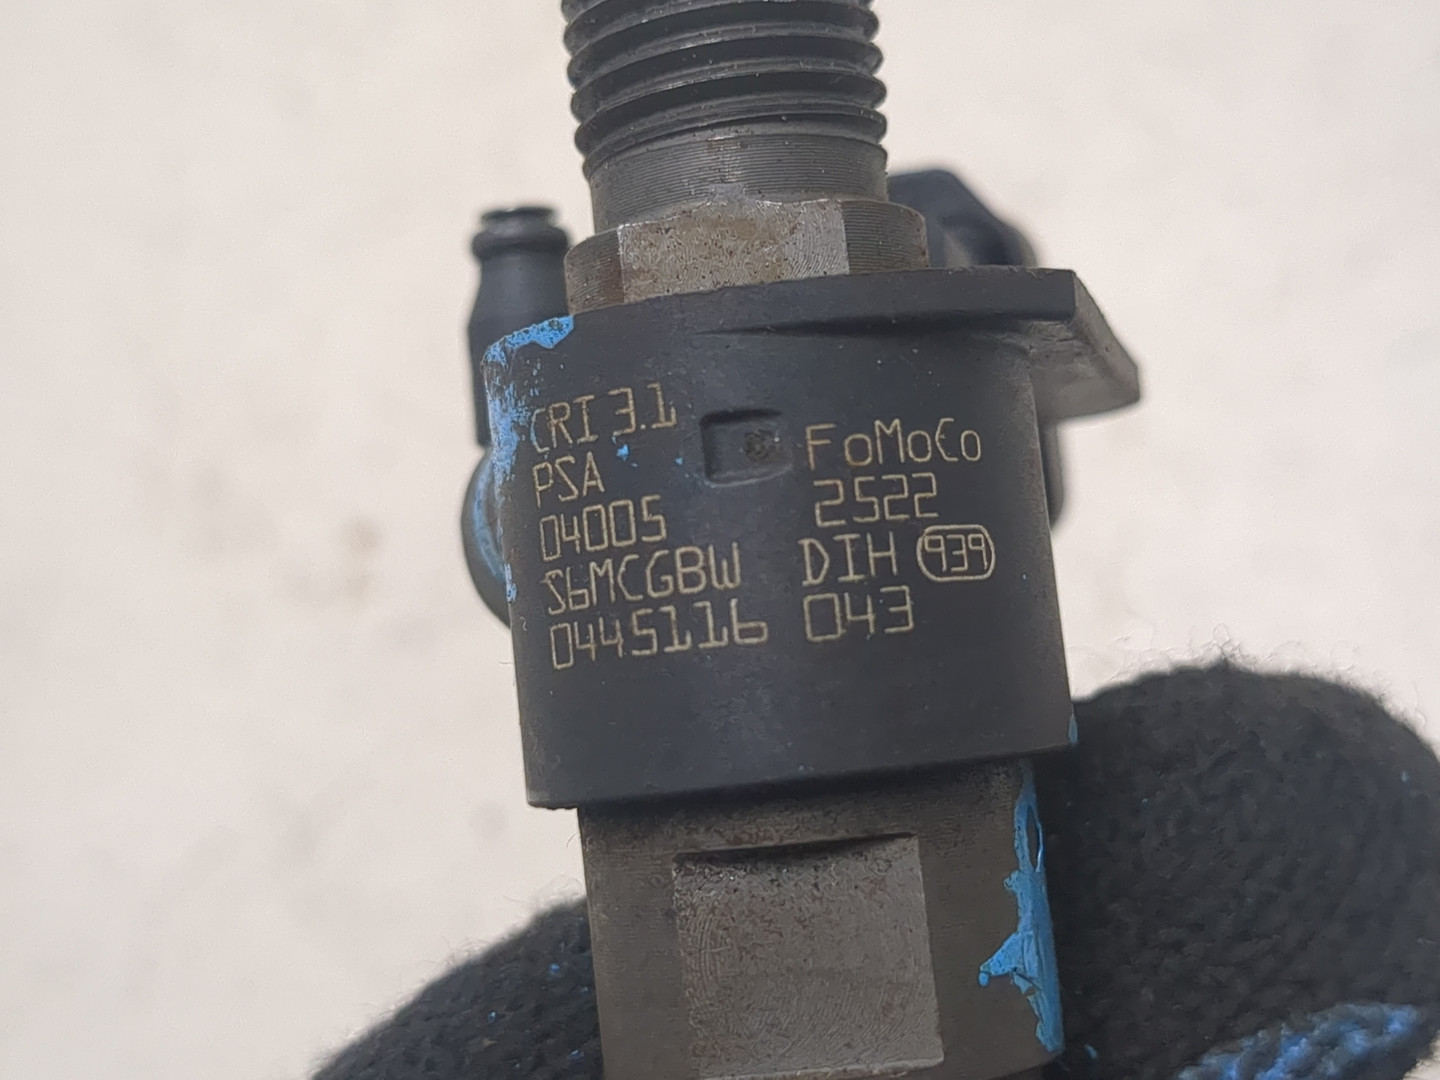 CRI 3.1
PSA FoMoCo
04005 2522
S6MCGBW DIH 939
0445116 043